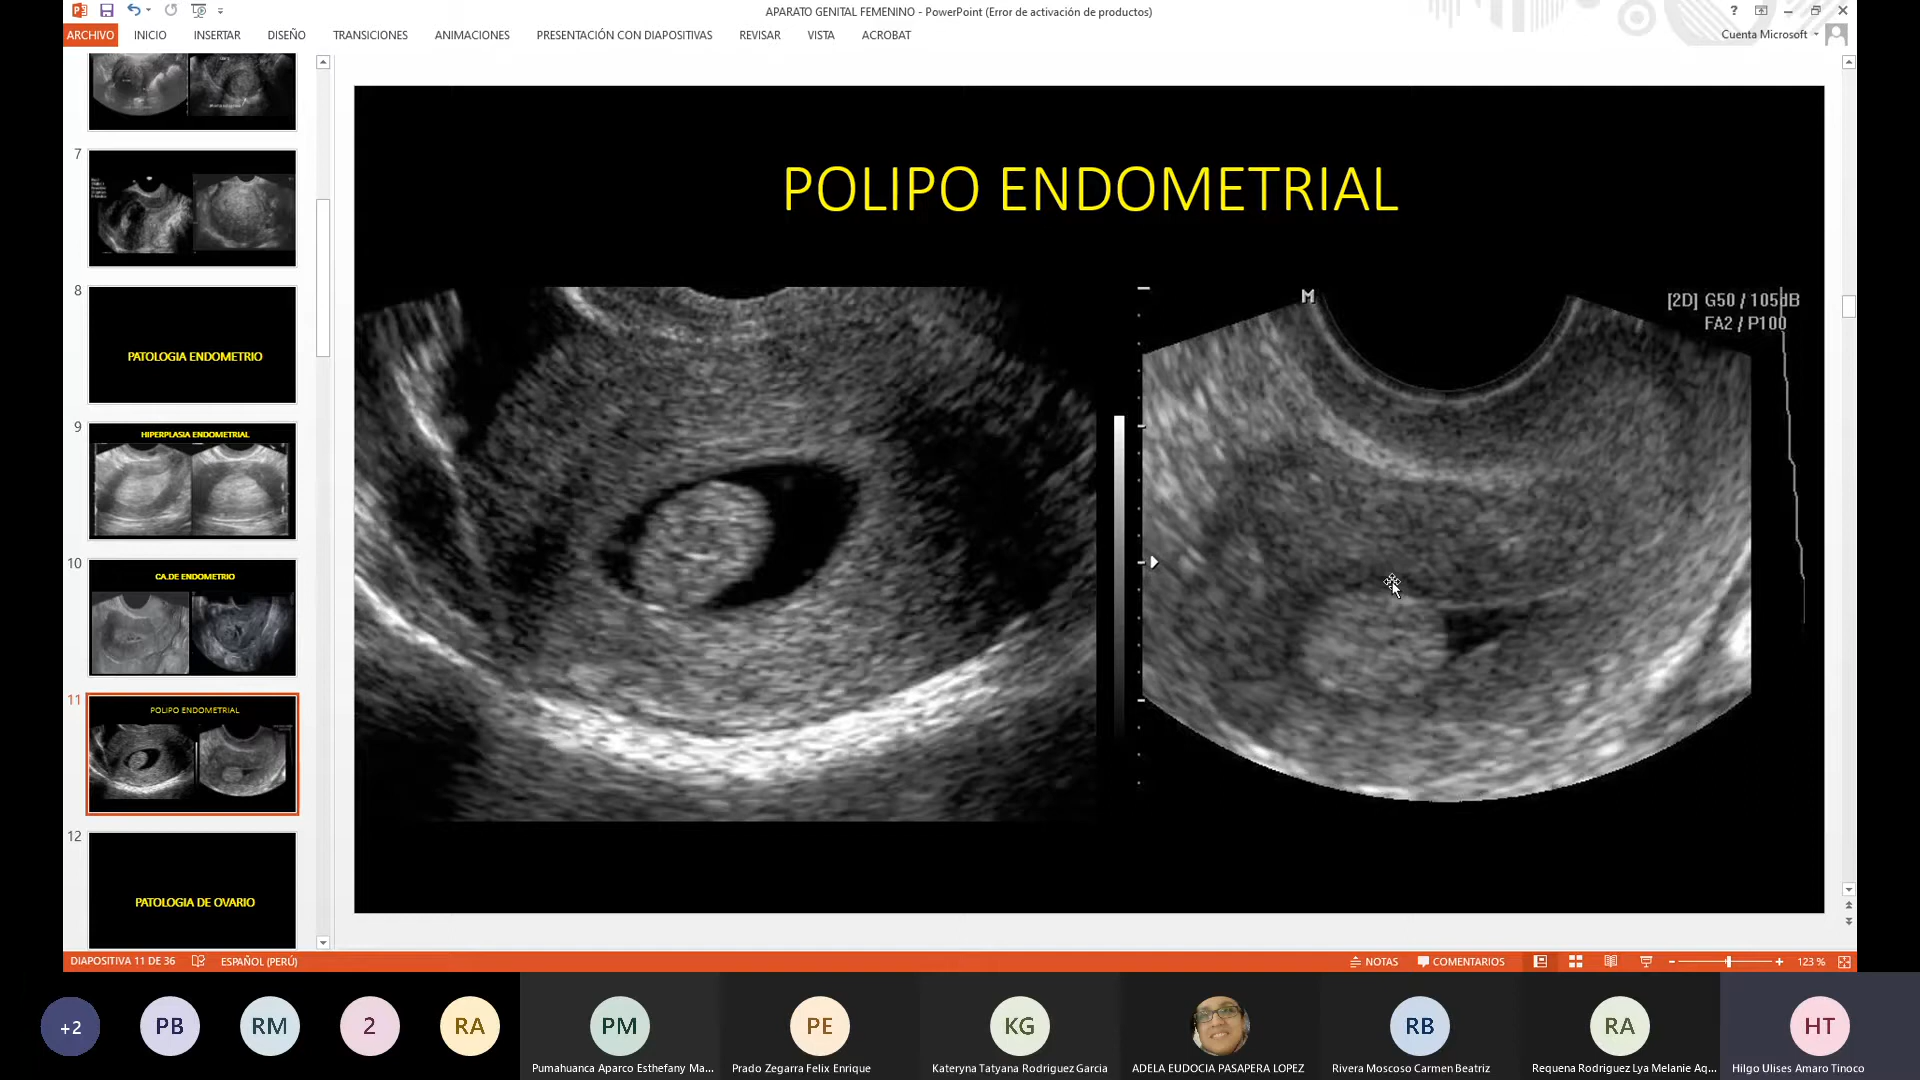 APARATO GENITAL FEMENINO - PowerPoint (Error de activación de productos)
?
ARCHIVO INICIO INSERTAR DISEÑO TRANSICIONES ANIMACIONES PRESENTACIÓN CON DIAPOSITIVAS REVISAR VISTA ACROBAT
Cuenta Microsoft
7
8
PATOLOGIA ENDOMETRIO
9
HIPERPLASIA ENDOMETRIAL
10
CA.DE ENDOMETRIO
11
POLIPO ENDOMETRIAL
12
PATOLOGIA DE OVARIO
POLIPO ENDOMETRIAL
M
[2D] G50 / 105dB
FA2 / P100
DIAPOSITIVA 11 DE 36 ESPAÑOL (PERÚ)
NOTAS COMENTARIOS 123 %
+2 PB RM 2 RA PM PE KG RB RA HT
Pumahuanca Aparco Esthefany Ma... Prado Zegarra Felix Enrique Kateryna Tatyana Rodriguez Garcia ADELA EUDOCIA PASAPERA LOPEZ Rivera Moscoso Carmen Beatriz Requena Rodriguez Lya Melanie Aq... Hilgo Ulises Amaro Tinoco